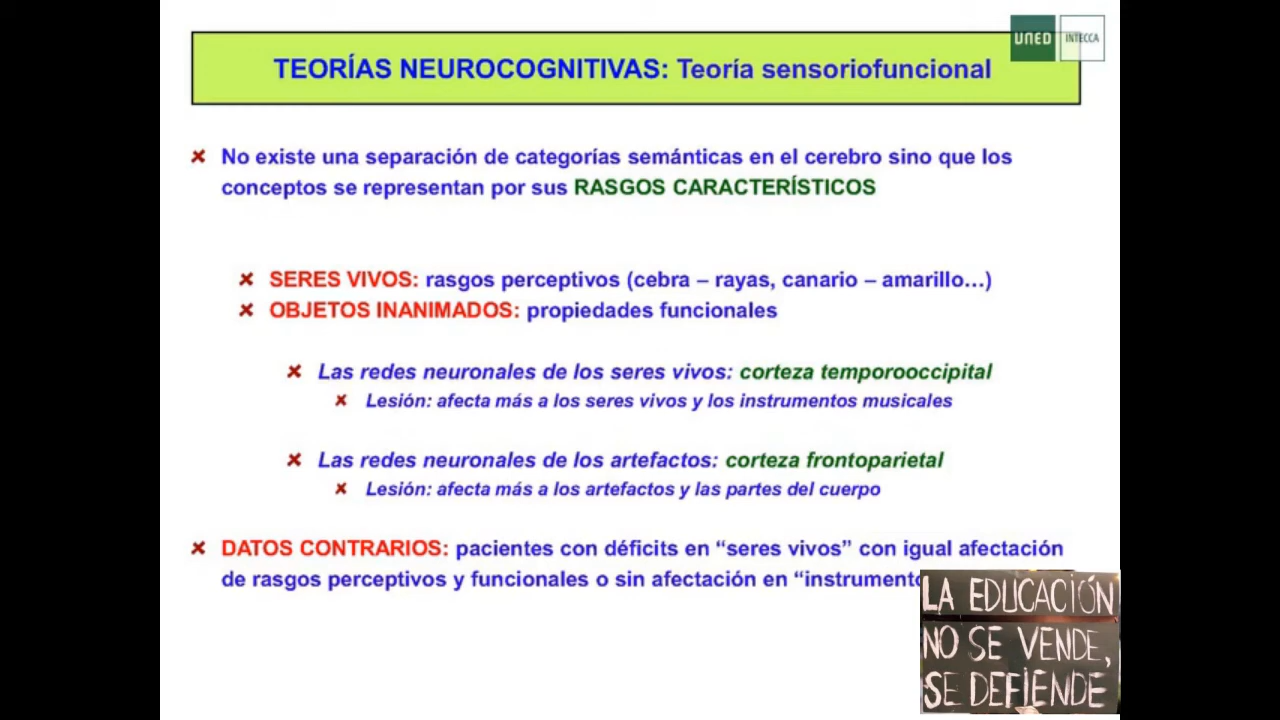 UNED INTECCA
TEORÍAS NEUROCOGNITIVAS: Teoría sensoriofuncional
No existe una separación de categorías semánticas en el cerebro sino que los
conceptos se representan por sus RASGOS CARACTERÍSTICOS
SERES VIVOS: rasgos perceptivos (cebra – rayas, canario – amarillo…)
OBJETOS INANIMADOS: propiedades funcionales
Las redes neuronales de los seres vivos: corteza temporooccipital
Lesión: afecta más a los seres vivos y los instrumentos musicales
Las redes neuronales de los artefactos: corteza frontoparietal
Lesión: afecta más a los artefactos y las partes del cuerpo
DATOS CONTRARIOS: pacientes con déficits en “seres vivos” con igual afectación
de rasgos perceptivos y funcionales o sin afectación en
LA EDUCACIÓN
NO SE VENDE,
SE DEFIENDE